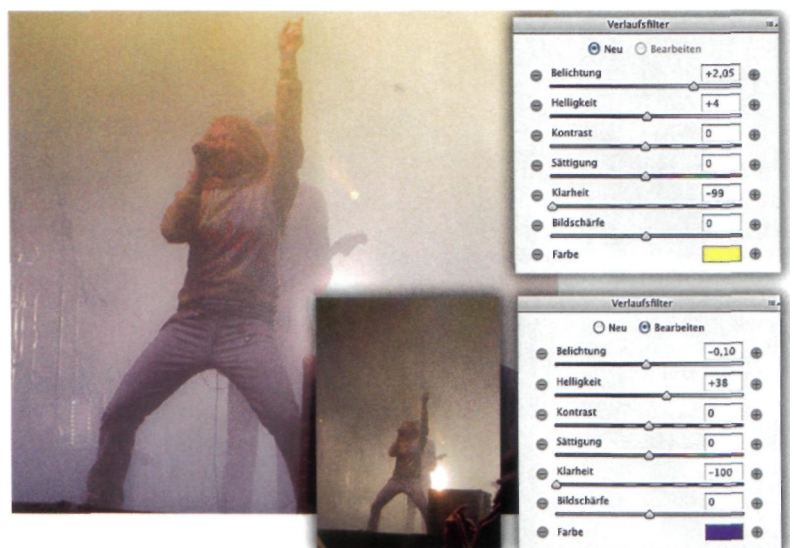 Verlaufsfilter
Neu Bearbeiten
Belichtung +2,05
Helligkeit +4
Kontrast 0
Sättigung 0
Klarheit -99
Bildschärfe 0
Farbe
Verlaufsfilter
Neu Bearbeiten
Belichtung -0,10
Helligkeit +38
Kontrast 0
Sättigung 0
Klarheit -100
Bildschärfe 0
Farbe